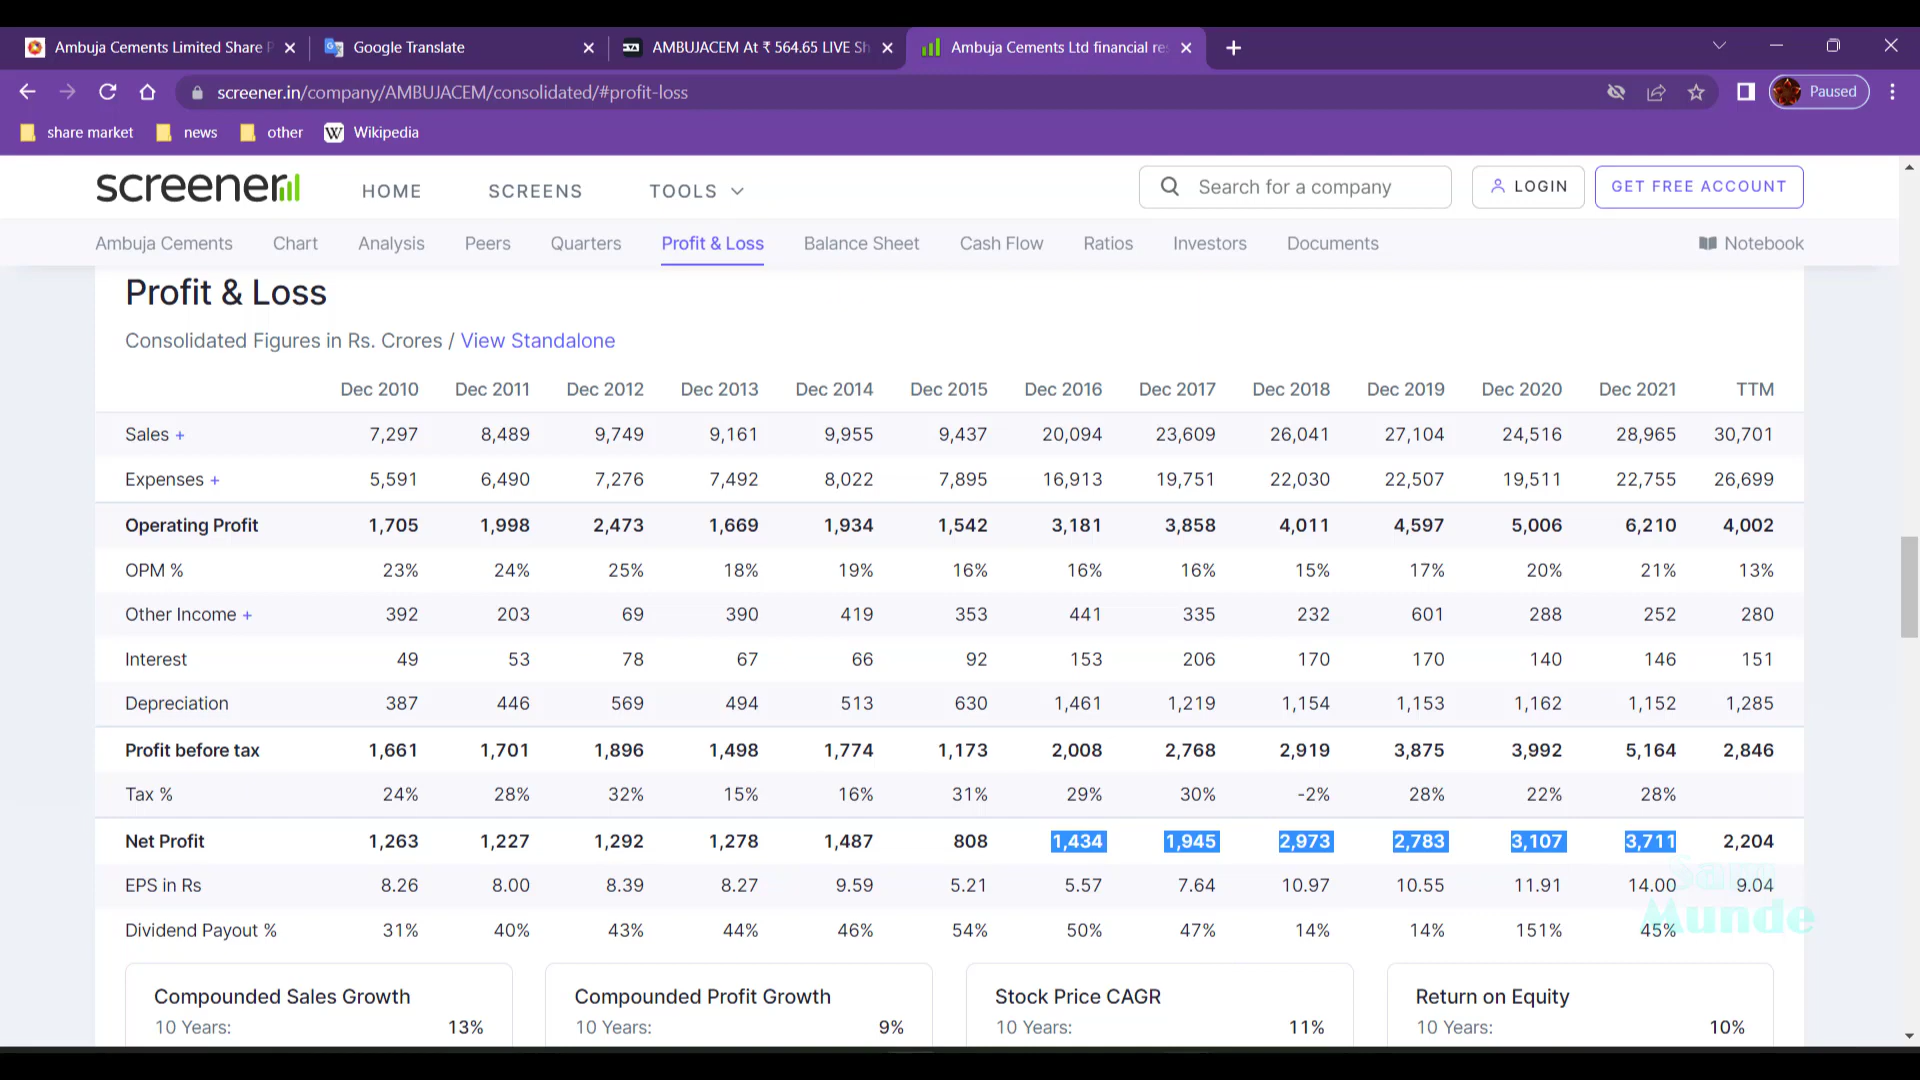 Ambuja Cements Limited Share P
Google Translate
AMBUJACEM At ₹ 564.65 LIVE Sh
Ambuja Cements Ltd financial res
screener.in/company/AMBUJACEM/consolidated/#profit-loss
Paused
share market news other W Wikipedia
screener HOME SCREENS TOOLS Search for a company LOGIN GET FREE ACCOUNT
Ambuja Cements Chart Analysis Peers Quarters Profit & Loss Balance Sheet Cash Flow Ratios Investors Documents Notebook
Profit & Loss
Consolidated Figures in Rs. Crores / View Standalone
Dec 2010 Dec 2011 Dec 2012 Dec 2013 Dec 2014 Dec 2015 Dec 2016 Dec 2017 Dec 2018 Dec 2019 Dec 2020 Dec 2021 TTM
Sales + 7,297 8,489 9,749 9,161 9,955 9,437 20,094 23,609 26,041 27,104 24,516 28,965 30,701
Expenses + 5,591 6,490 7,276 7,492 8,022 7,895 16,913 19,751 22,030 22,507 19,511 22,755 26,699
Operating Profit 1,705 1,998 2,473 1,669 1,934 1,542 3,181 3,858 4,011 4,597 5,006 6,210 4,002
OPM % 23% 24% 25% 18% 19% 16% 16% 16% 15% 17% 20% 21% 13%
Other Income + 392 203 69 390 419 353 441 335 232 601 288 252 280
Interest 49 53 78 67 66 92 153 206 170 170 140 146 151
Depreciation 387 446 569 494 513 630 1,461 1,219 1,154 1,153 1,162 1,152 1,285
Profit before tax 1,661 1,701 1,896 1,498 1,774 1,173 2,008 2,768 2,919 3,875 3,992 5,164 2,846
Tax % 24% 28% 32% 15% 16% 31% 29% 30% -2% 28% 22% 28%
Net Profit 1,263 1,227 1,292 1,278 1,487 808 1,434 1,945 2,973 2,783 3,107 3,711 2,204
EPS in Rs 8.26 8.00 8.39 8.27 9.59 5.21 5.57 7.64 10.97 10.55 11.91 14.00 9.04
Sam
Munde
Dividend Payout % 31% 40% 43% 44% 46% 54% 50% 47% 14% 14% 151% 45%
Compounded Sales Growth Compounded Profit Growth Stock Price CAGR Return on Equity
10 Years: 13% 10 Years: 9% 10 Years: 11% 10 Years: 10%